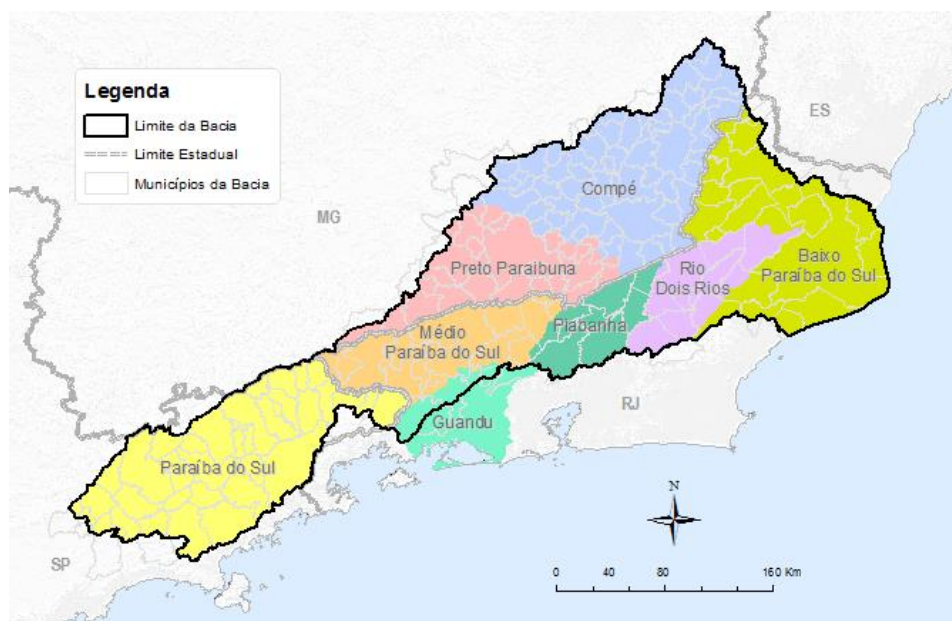 Legenda
Limite da Bacia
Limite Estadual
Municípios da Bacia
ES
MG
Compé
Preto Paraibuna
Rio
Dois Rios
Baixo
Paraíba do Sul
Piabanha
Médio
Paraíba do Sul
RJ
Guandu
Paraíba do Sul
SP
N
0 40 80 160 Km